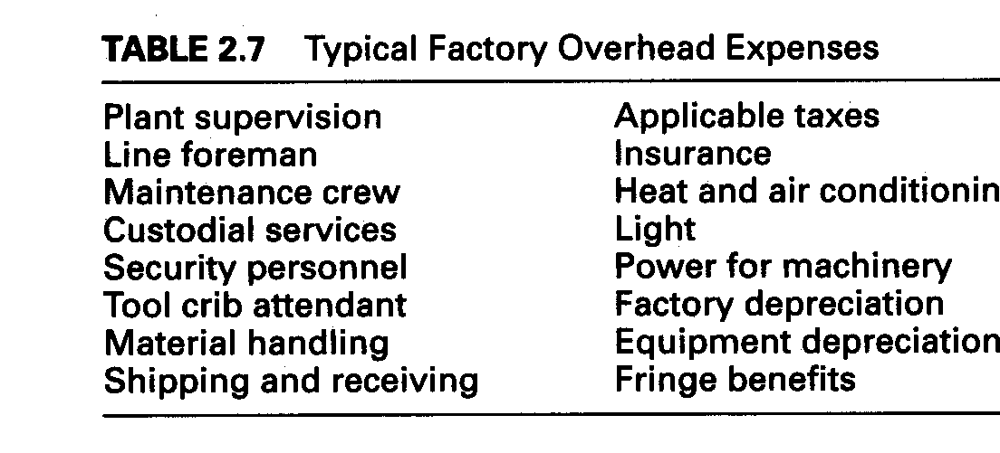 TABLE 2.7 Typical Factory Overhead Expenses
Plant supervision Applicable taxes
Line foreman Insurance
Maintenance crew Heat and air conditionin
Custodial services Light
Security personnel Power for machinery
Tool crib attendant Factory depreciation
Material handling Equipment depreciation
Shipping and receiving Fringe benefits